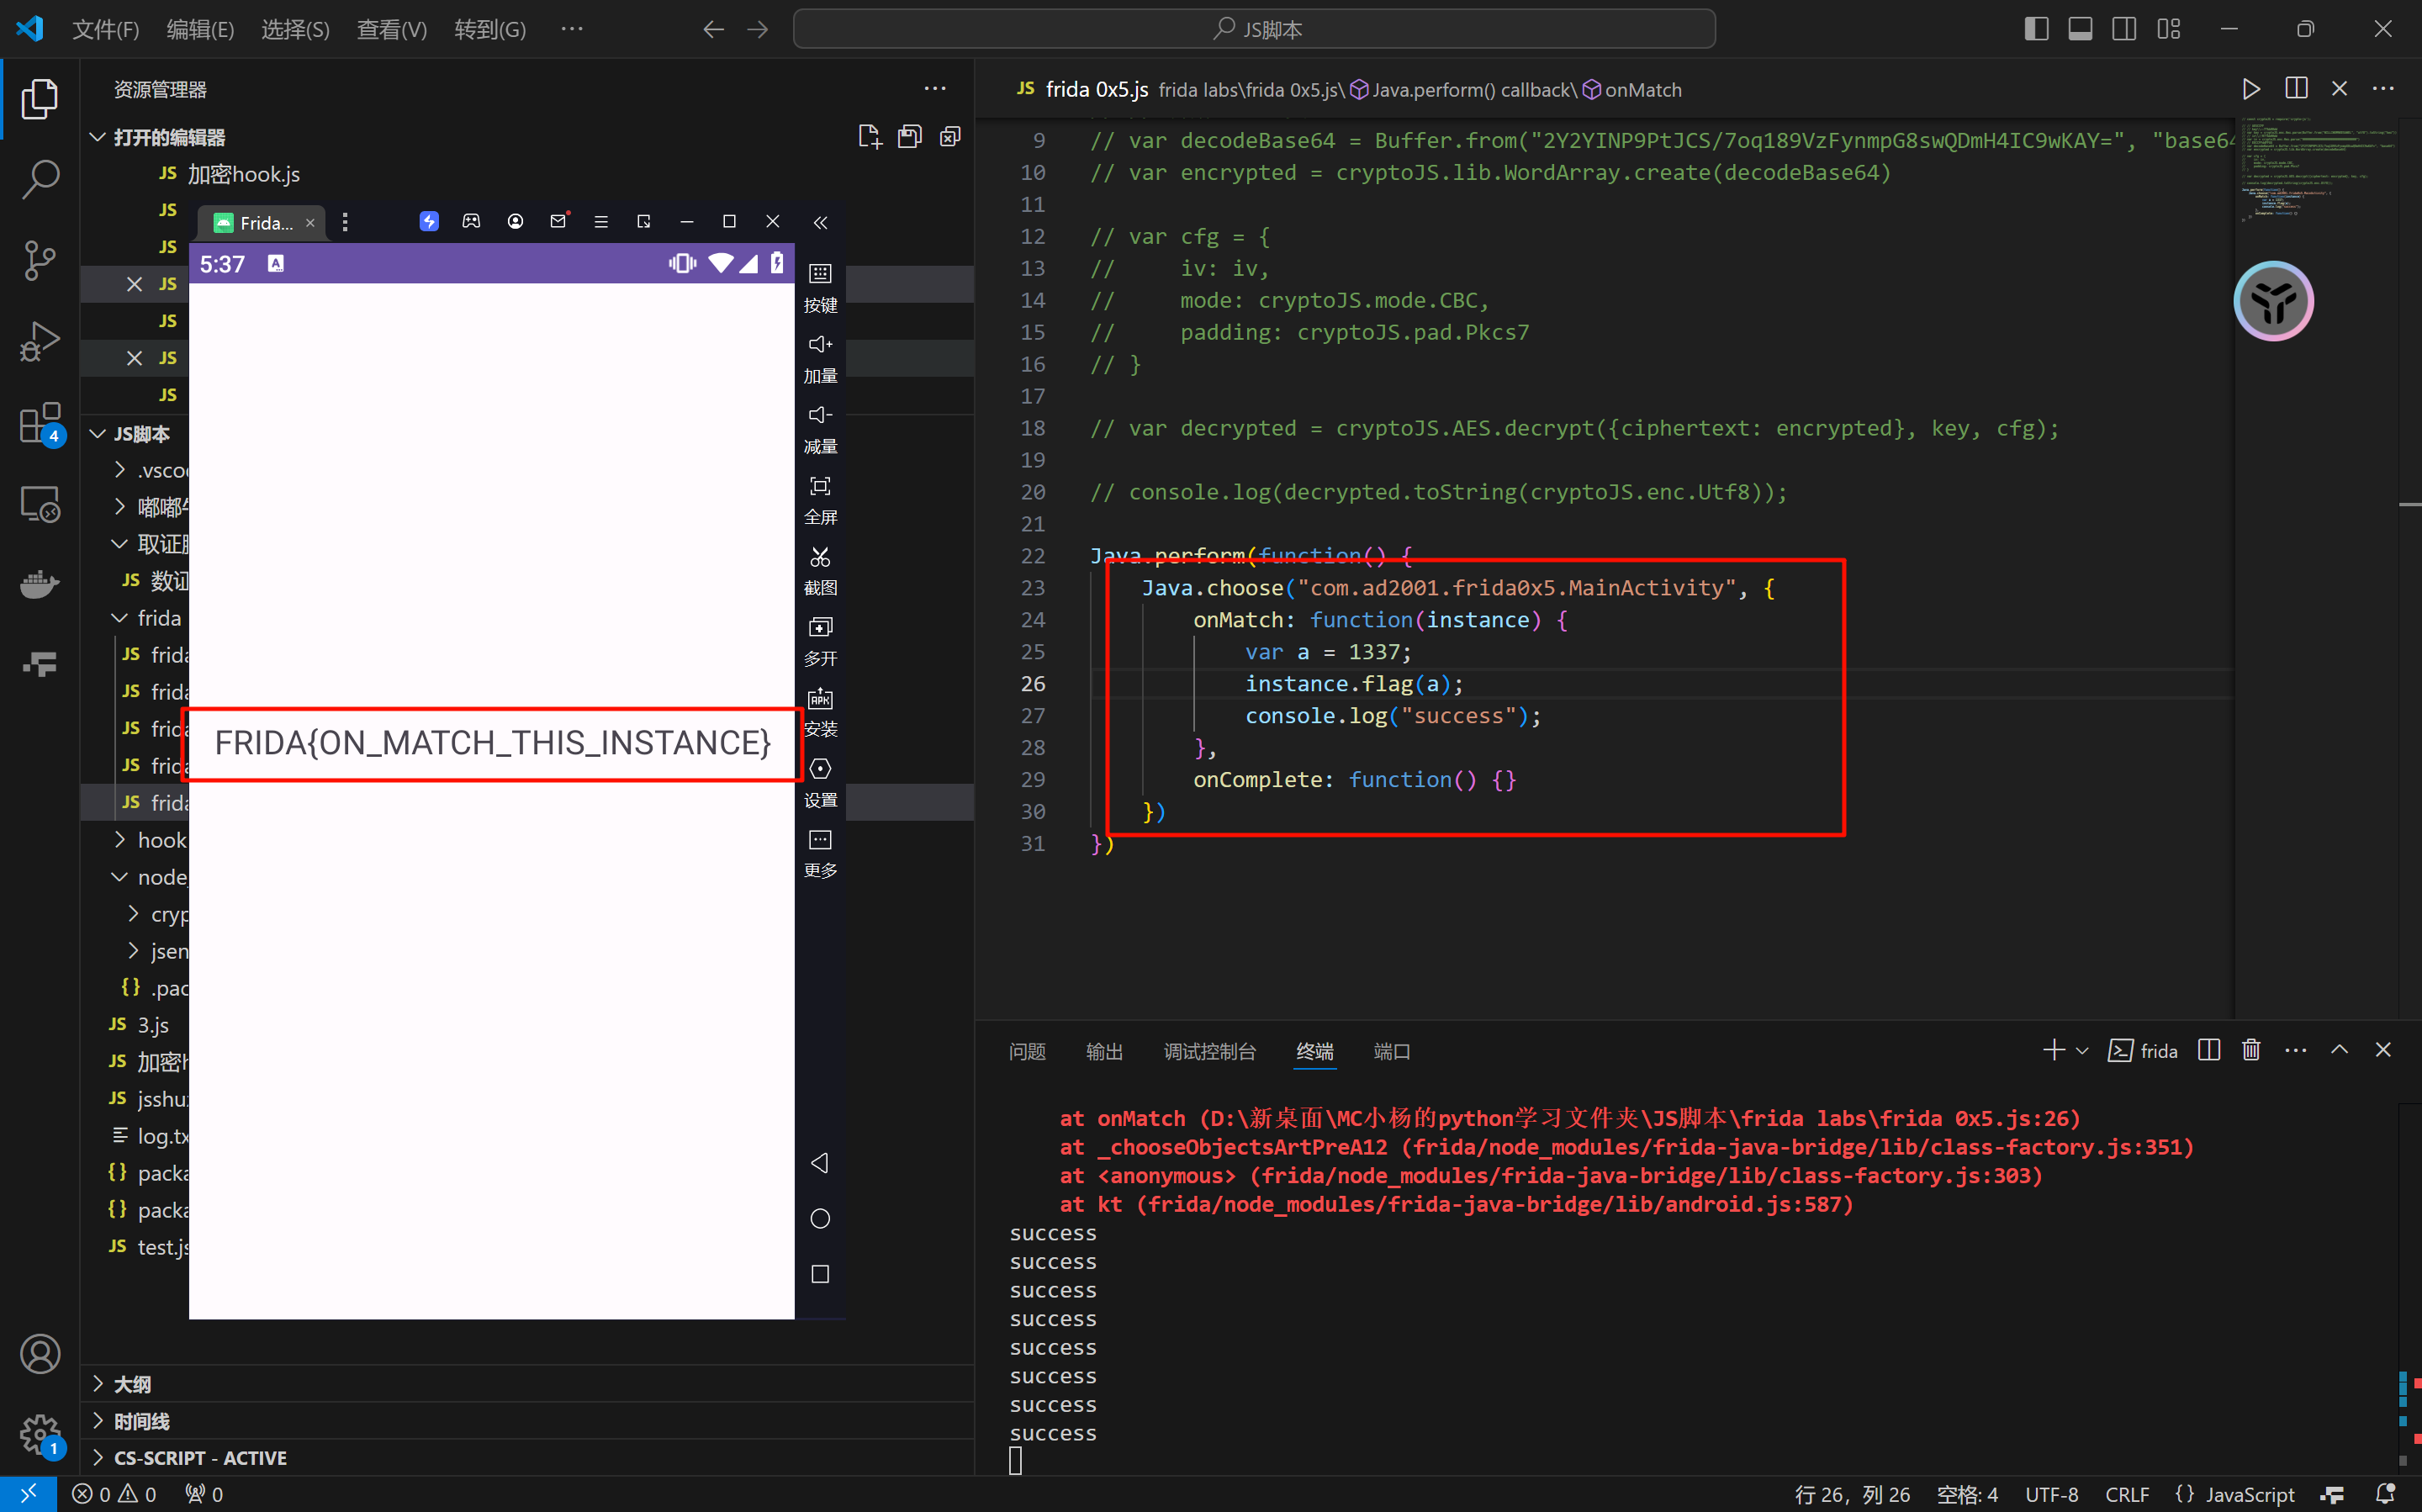 文件(F) 编辑(E) 选择(S) 查看(V) 转到(G) ··· JS脚本
资源管理器
打开的编辑器
JS 加密hook.js
JS
JS
JS
JS
JS
JS
JS脚本
.vsco
嘟嘟
取证
JS 数证
frida
JS frida
JS frida
JS frida
JS frida
JS frida
hook
node_
cryp
jsen
{} .pac
JS 3.js
JS 加密
JS jsshu
log.tx
{} packa
{} packa
JS test.js
大纲
时间线
CS-SCRIPT - ACTIVE
Frida...
5:37
A
FRIDA{ON_MATCH_THIS_INSTANCE}
按键
加量
减量
全屏
截图
多开
APK
安装
设置
更多
JS frida 0x5.js frida labs\frida 0x5.js\Java.perform() callback\onMatch
9 // var decodeBase64 = Buffer.from("2Y2YINP9PtJCS/7oq189VzFynmpG8swQDmH4IC9wKAY=", "base64
10 // var encrypted = cryptoJS.lib.WordArray.create(decodeBase64)
11
12 // var cfg = {
13 //     iv: iv,
14 //     mode: cryptoJS.mode.CBC,
15 //     padding: cryptoJS.pad.Pkcs7
16 // }
17
18 // var decrypted = cryptoJS.AES.decrypt({ciphertext: encrypted}, key, cfg);
19
20 // console.log(decrypted.toString(cryptoJS.enc.Utf8));
21
22 Java.perform(function() {
23     Java.choose("com.ad2001.frida0x5.MainActivity", {
24         onMatch: function(instance) {
25             var a = 1337;
26             instance.flag(a);
27             console.log("success");
28         },
29         onComplete: function() {}
30     })
31 })
问题 输出 调试控制台 终端 端口 frida
at onMatch (D:\新桌面\MC小杨的python学习文件夹\JS脚本\frida labs\frida 0x5.js:26)
at _chooseObjectsArtPreA12 (frida/node_modules/frida-java-bridge/lib/class-factory.js:351)
at <anonymous> (frida/node_modules/frida-java-bridge/lib/class-factory.js:303)
at kt (frida/node_modules/frida-java-bridge/lib/android.js:587)
success
success
success
success
success
success
success
success
4
1
0 0 0 行 26，列 26 空格: 4 UTF-8 CRLF {} JavaScript